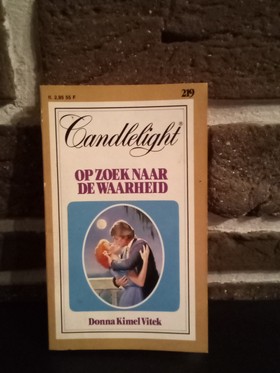 219
Candlelight
OP ZOEK NAAR
DE WAARHEID
Donna Kimel Vitek